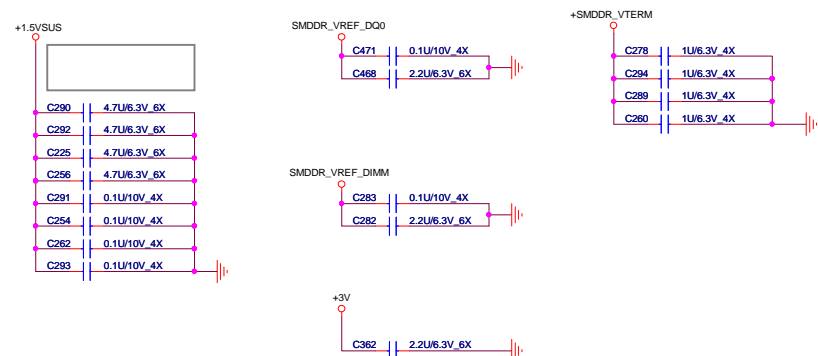 +1.5VSUS
C290 4.7U/6.3V_6X
C292 4.7U/6.3V_6X
C225 4.7U/6.3V_6X
C256 4.7U/6.3V_6X
C291 0.1U/10V_4X
C254 0.1U/10V_4X
C262 0.1U/10V_4X
C293 0.1U/10V_4X
SMDDR_VREF_DQ0
C471 0.1U/10V_4X
C468 2.2U/6.3V_6X
SMDDR_VREF_DIMM
C283 0.1U/10V_4X
C282 2.2U/6.3V_6X
+3V
C362 2.2U/6.3V_6X
+SMDDR_VTERM
C278 1U/6.3V_4X
C294 1U/6.3V_4X
C289 1U/6.3V_4X
C260 1U/6.3V_4X